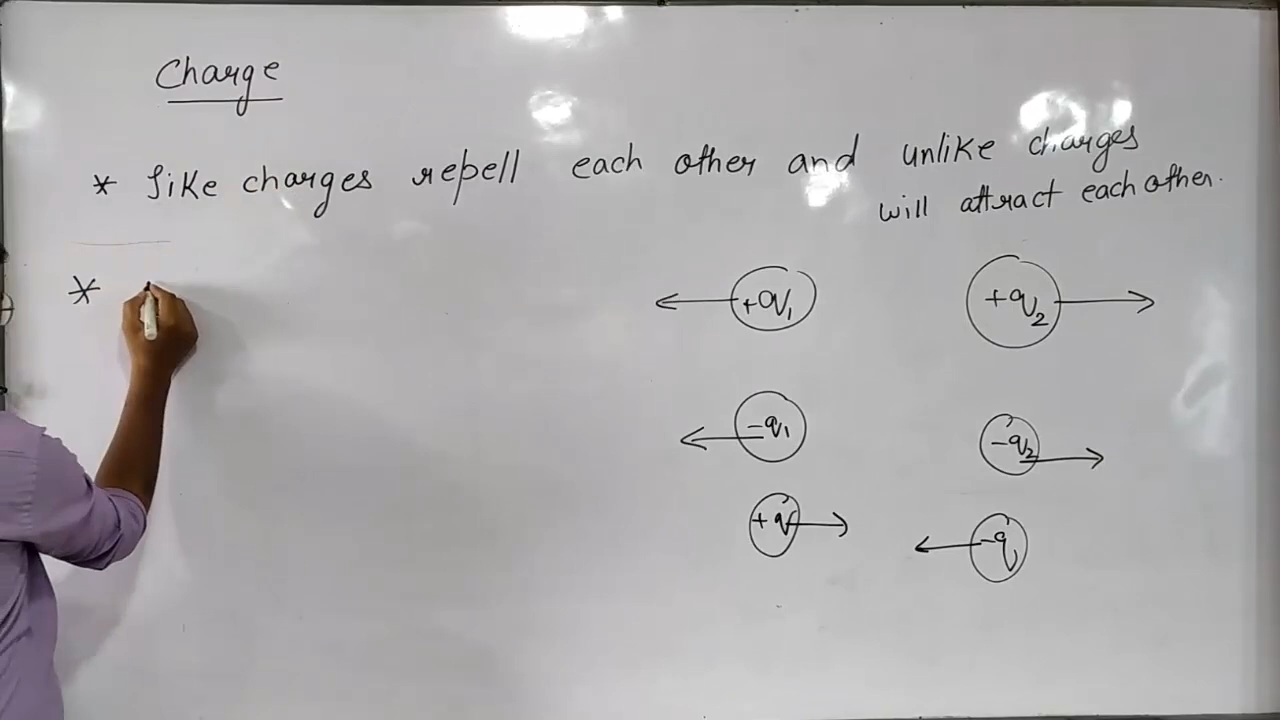 Charge
* like charges repell each other and unlike charges
will attract each other.
*
+q1 +q2
-q1 -q2
+q -q